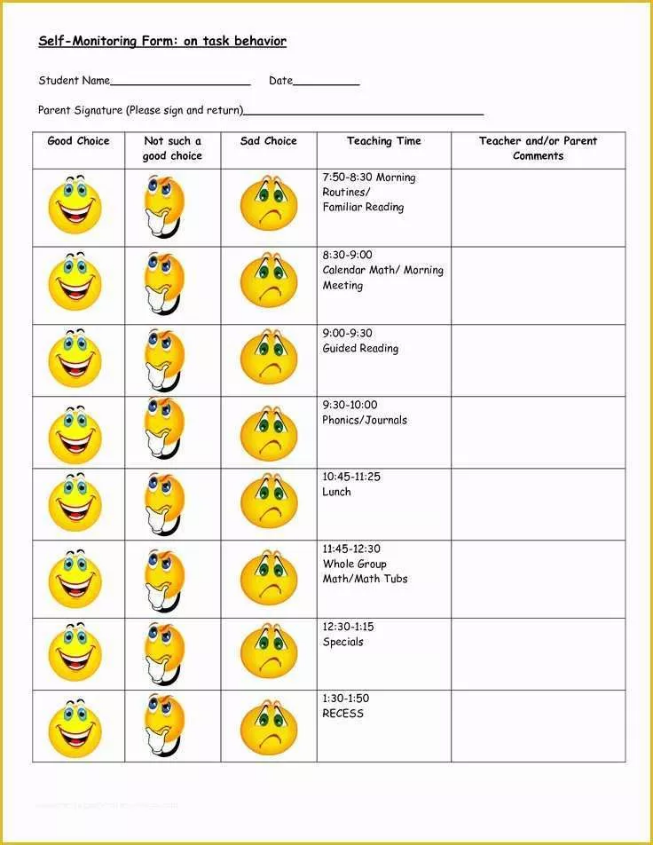 Self-Monitoring Form: on task behavior
Student Name____________________ Date__________
Parent Signature (Please sign and return)___________________________________
Good Choice
Not such a
good choice
Sad Choice
Teaching Time
Teacher and/or Parent
Comments
7:50-8:30 Morning
Routines/
Familiar Reading
8:30-9:00
Calendar Math/ Morning
Meeting
9:00-9:30
Guided Reading
9:30-10:00
Phonics/Journals
10:45-11:25
Lunch
11:45-12:30
Whole Group
Math/Math Tubs
12:30-1:15
Specials
1:30-1:50
RECESS